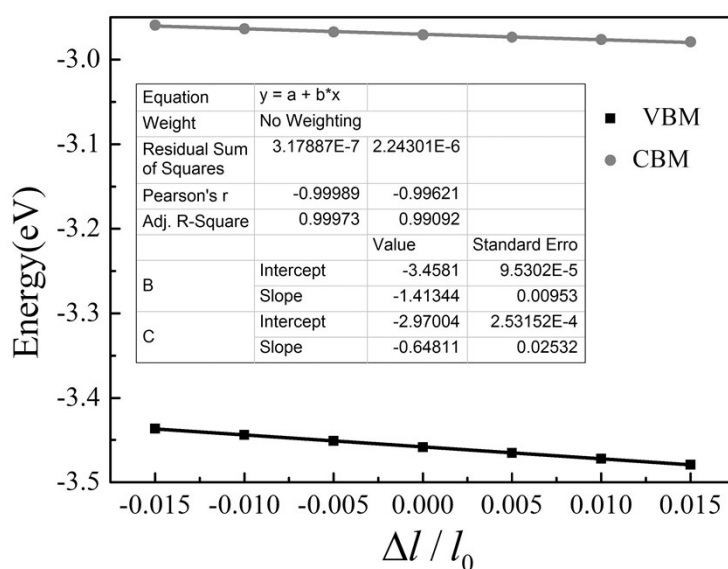 -3.0
-3.1
-3.2
-3.3
-3.4
-3.5
Energy(eV)
Equation y = a + b*x
Weight No Weighting
Residual Sum of Squares 3.17887E-7 2.24301E-6
Pearson's r -0.99989 -0.99621
Adj. R-Square 0.99973 0.99092
Value Standard Erro
B Intercept -3.4581 9.5302E-5
Slope -1.41344 0.00953
C Intercept -2.97004 2.53152E-4
Slope -0.64811 0.02532
VBM
CBM
-0.015 -0.010 -0.005 0.000 0.005 0.010 0.015
Δl / l₀